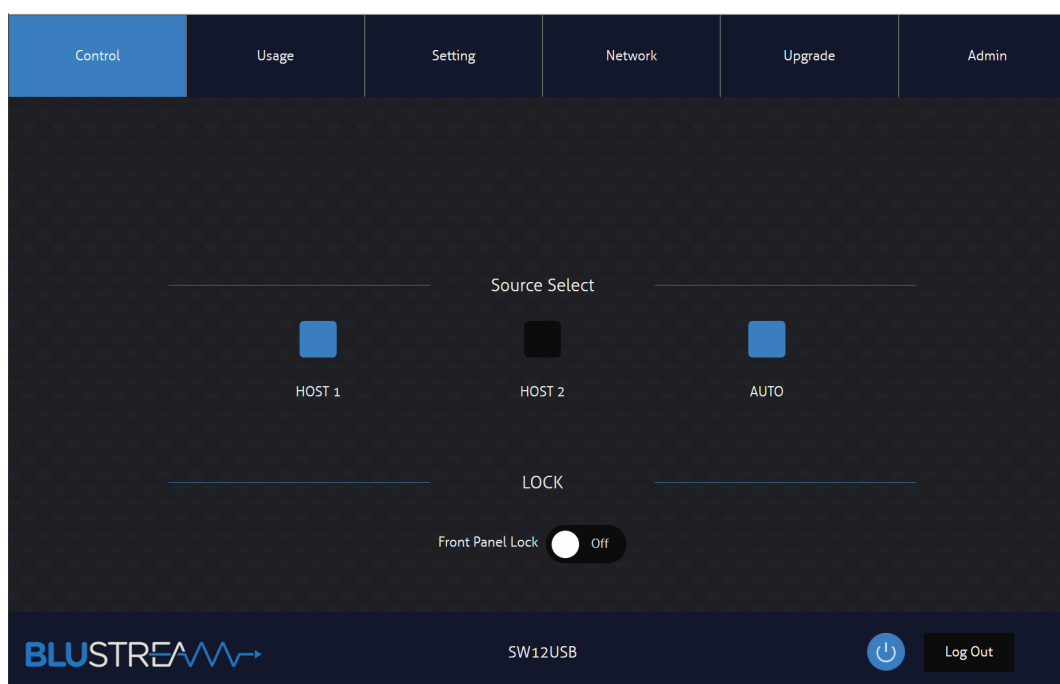 Control Usage Setting Network Upgrade Admin
Source Select
HOST 1 HOST 2 AUTO
LOCK
Front Panel Lock Off
BLUSTREAM SW12USB Log Out